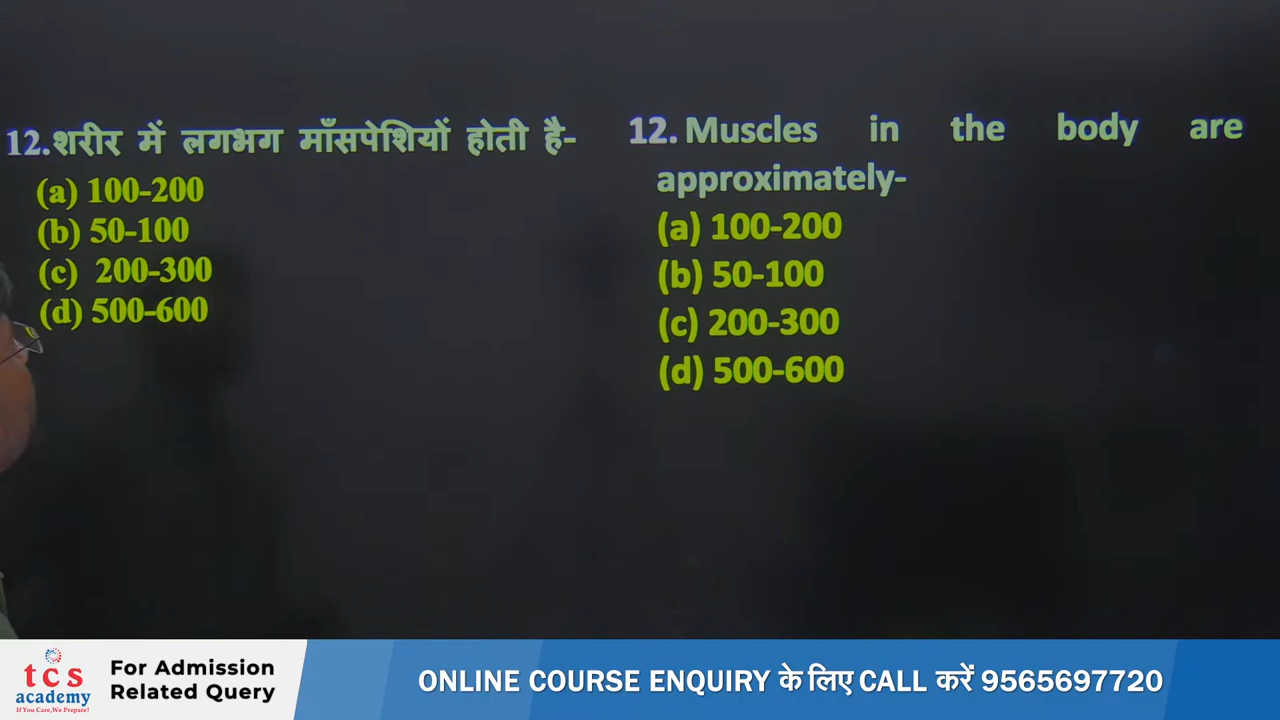 12.शरीर में लगभग माँसपेशियों होती है-
(a) 100-200
(b) 50-100
(c) 200-300
(d) 500-600
12. Muscles in the body are
approximately-
(a) 100-200
(b) 50-100
(c) 200-300
(d) 500-600
tcs
academy
If You Care,We Prepare!
For Admission
Related Query
ONLINE COURSE ENQUIRY के लिए CALL करें 9565697720